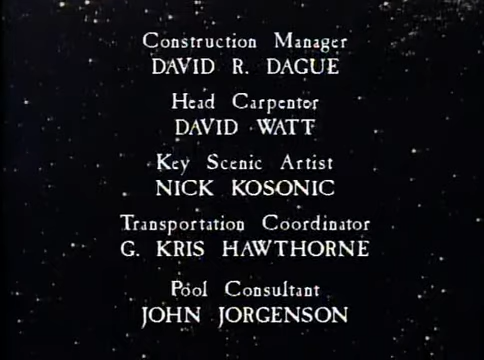 Construction Manager
DAVID R. DAGUE
Head Carpentor
DAVID WATT
Key Scenic Artist
NICK KOSONIC
Transportation Coordinator
G. KRIS HAWTHORNE
Pool Consultant
JOHN JORGENSON